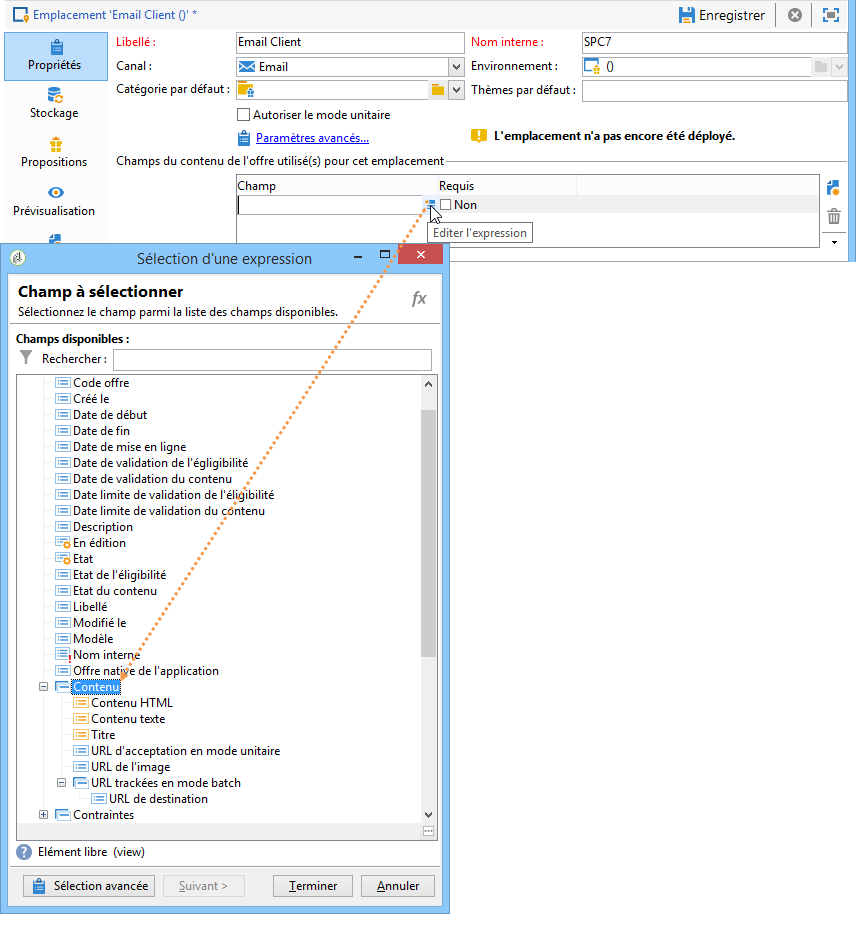 Emplacement 'Email Client ()' *
Enregistrer
Propriétés
Stockage
Propositions
Prévisualisation
Libellé : Email Client Nom interne : SPC7
Canal : Email Environnement : ()
Catégorie par défaut : Thèmes par défaut :
Autoriser le mode unitaire
Paramètres avancés... L'emplacement n'a pas encore été déployé.
Champs du contenu de l'offre utilisé(s) pour cet emplacement
Champ Requis
Non
Editer l'expression
Sélection d'une expression
Champ à sélectionner
fx
Sélectionnez le champ parmi la liste des champs disponibles.
Champs disponibles :
Rechercher :
Code offre
Créé le
Date de début
Date de fin
Date de mise en ligne
Date de validation de l'égligibilité
Date de validation du contenu
Date limite de validation de l'éligibilité
Date limite de validation du contenu
Description
En édition
Etat
Etat de l'éligibilité
Etat du contenu
Libellé
Modifié le
Modèle
Nom interne
Offre native de l'application
Contenu
Contenu HTML
Contenu texte
Titre
URL d'acceptation en mode unitaire
URL de l'image
URL trackées en mode batch
URL de destination
Contraintes
Elément libre (view)
Sélection avancée
Suivant >
Terminer
Annuler